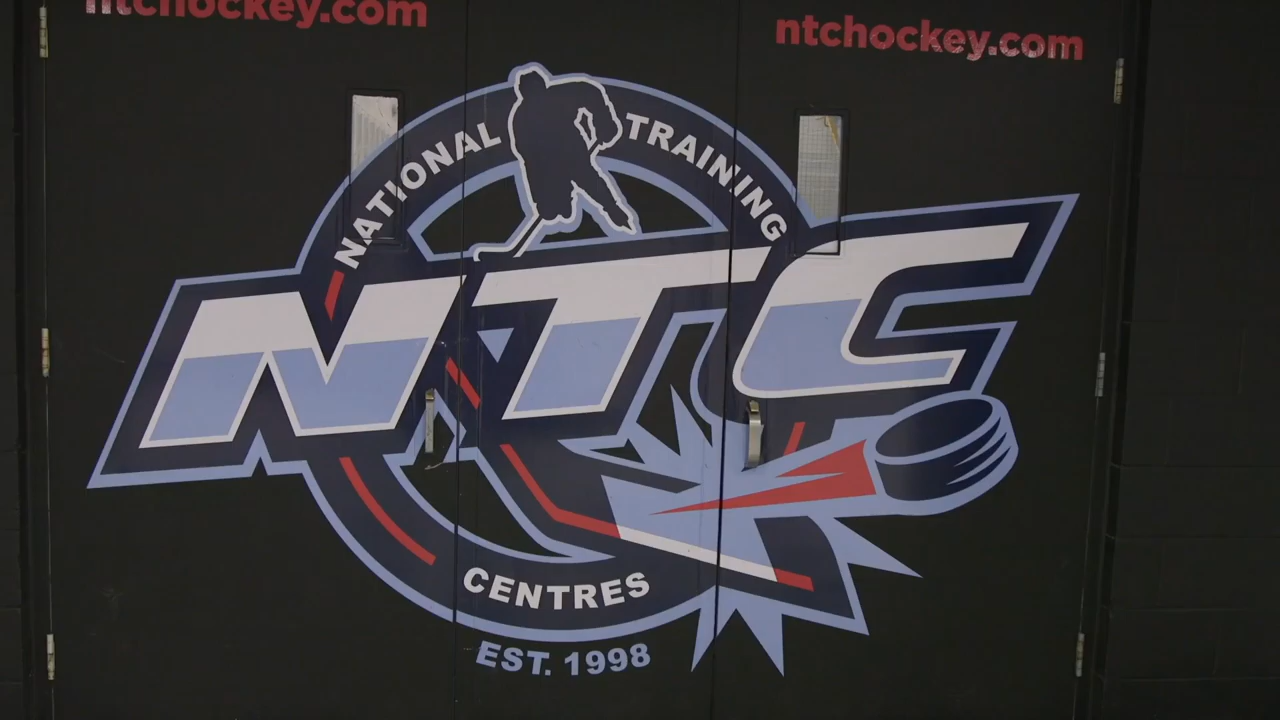 ntchockey.com
ntchockey.com
NATIONAL TRAINING
NTC
CENTRES
EST. 1998